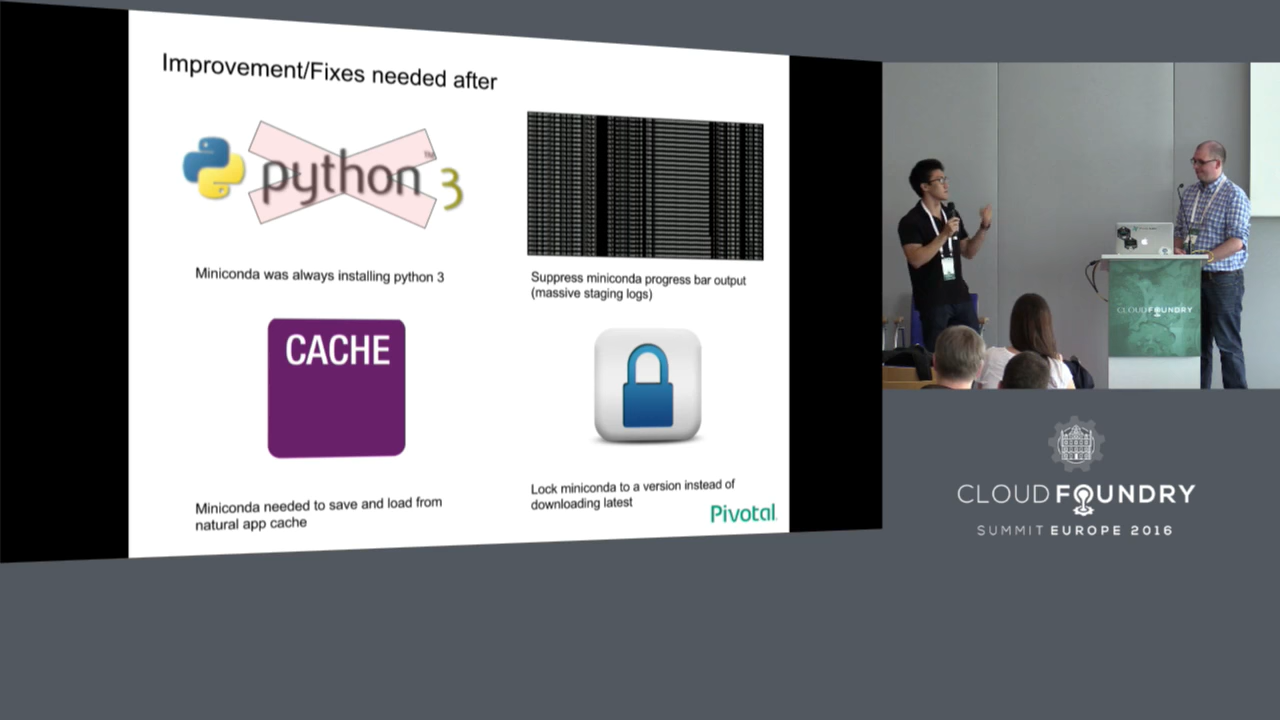 Improvement/Fixes needed after
python™ 3
Miniconda was always installing python 3
Suppress miniconda progress bar output
(massive staging logs)
CACHE
Miniconda needed to save and load from
natural app cache
Lock miniconda to a version instead of
downloading latest
Pivotal
CLOUD FOUNDRY
CLOUD FOUNDRY
SUMMIT EUROPE 2016